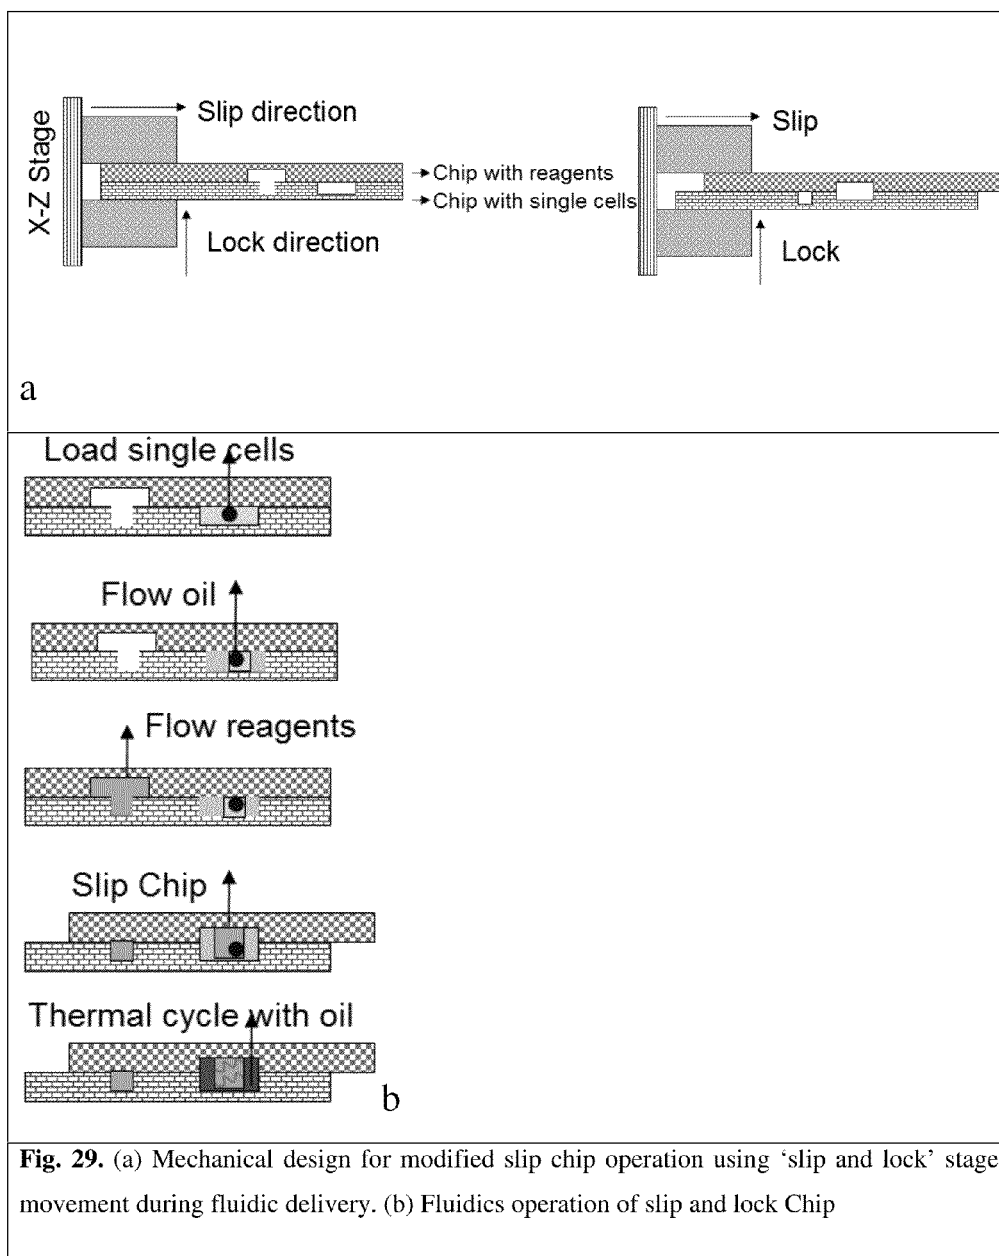 X-Z Stage
Slip direction
Chip with reagents
Chip with single cells
Lock direction
Slip
Lock
a
Load single cells
Flow oil
Flow reagents
Slip Chip
Thermal cycle with oil
b
Fig. 29. (a) Mechanical design for modified slip chip operation using ‘slip and lock’ stage
movement during fluidic delivery. (b) Fluidics operation of slip and lock Chip